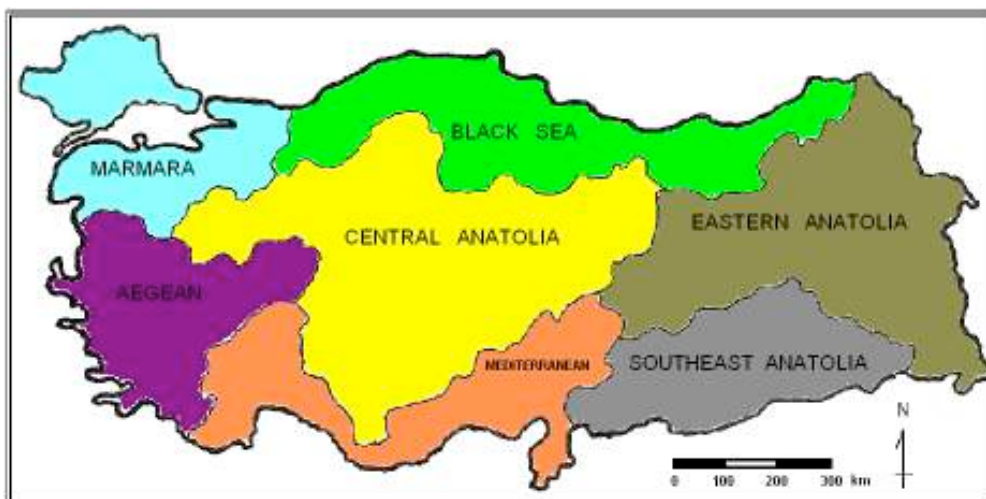 BLACK SEA
MARMARA
EASTERN ANATOLIA
CENTRAL ANATOLIA
AEGEAN
MEDITERRANEAN
SOUTHEAST ANATOLIA
N
0 100 200 300 km